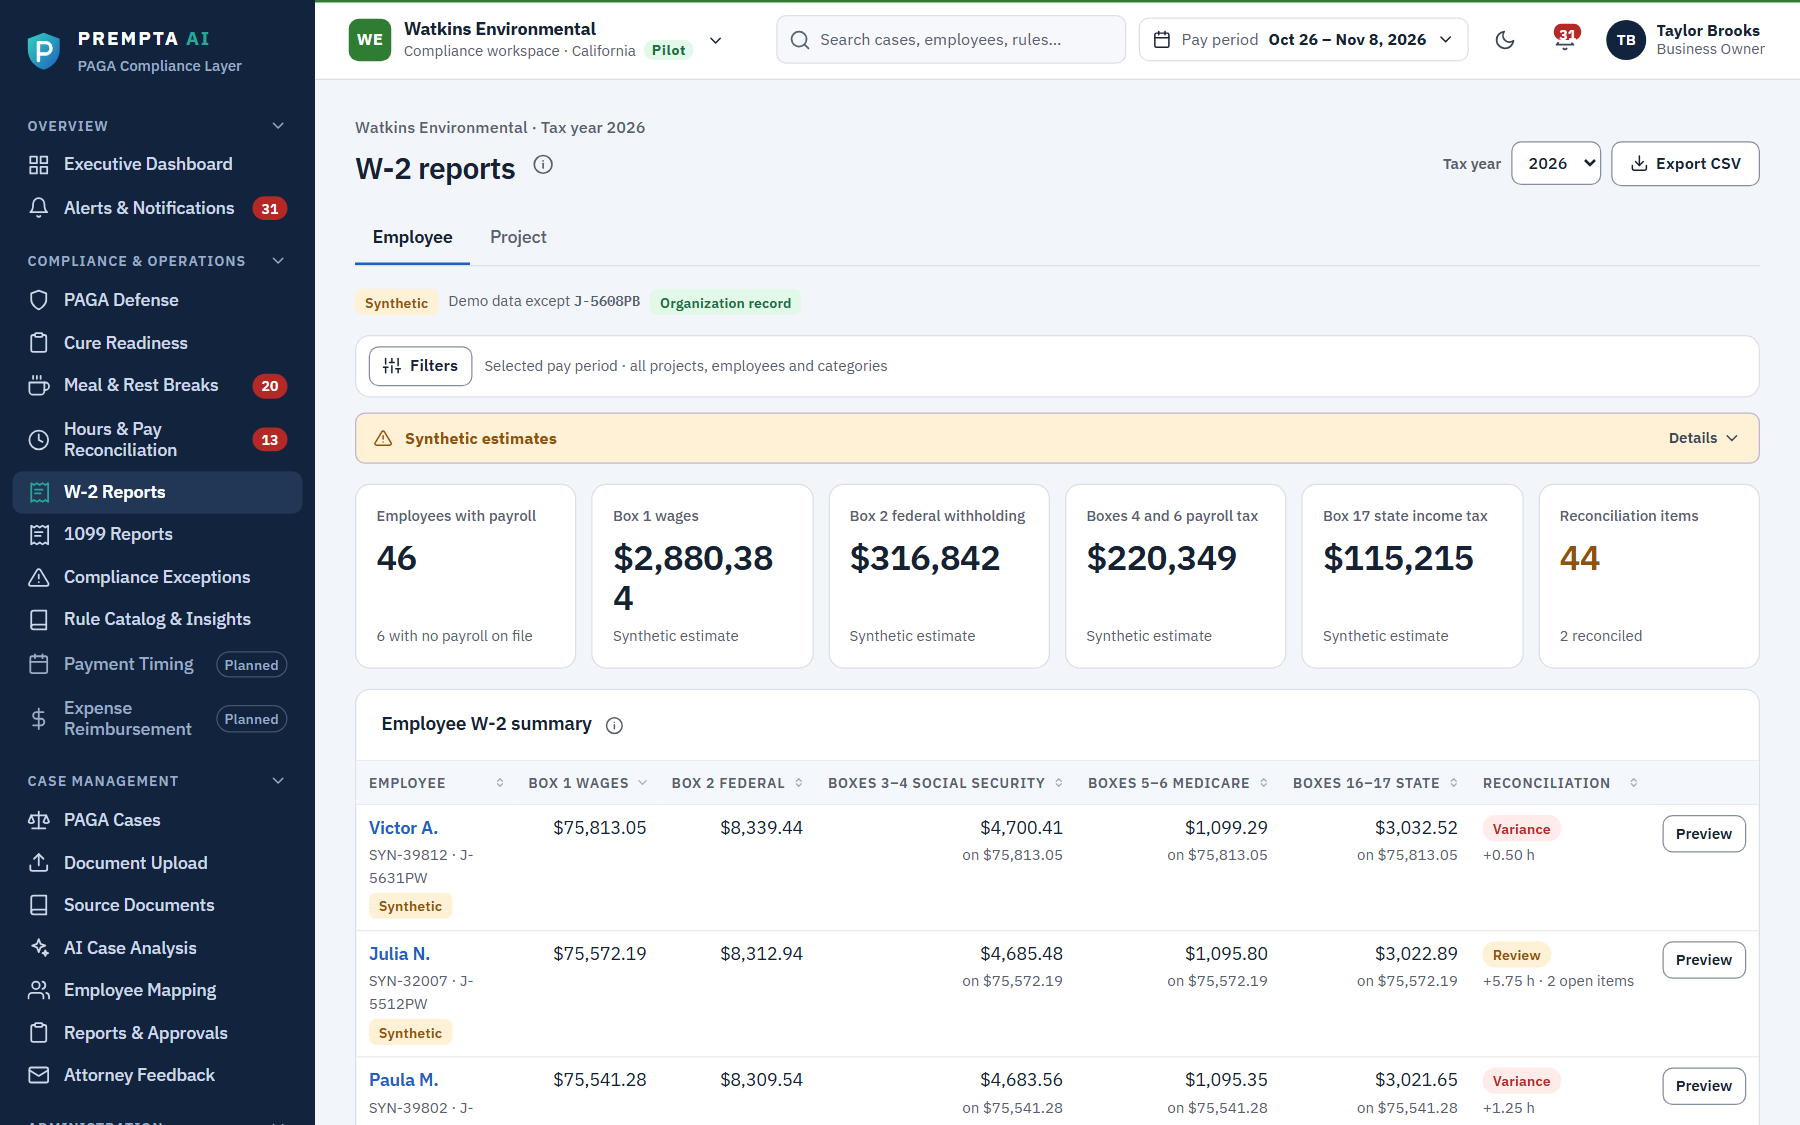 PREMPTA AI
PAGA Compliance Layer
OVERVIEW
Executive Dashboard
Alerts & Notifications 31
COMPLIANCE & OPERATIONS
PAGA Defense
Cure Readiness
Meal & Rest Breaks 20
Hours & Pay
Reconciliation 13
W-2 Reports
1099 Reports
Compliance Exceptions
Rule Catalog & Insights
Payment Timing Planned
Expense
Reimbursement Planned
CASE MANAGEMENT
PAGA Cases
Document Upload
Source Documents
AI Case Analysis
Employee Mapping
Reports & Approvals
Attorney Feedback
WE Watkins Environmental
Compliance workspace · California Pilot
Search cases, employees, rules...
Pay period Oct 26 – Nov 8, 2026
31
TB Taylor Brooks
Business Owner
Watkins Environmental · Tax year 2026
W-2 reports
Tax year 2026 Export CSV
Employee Project
Synthetic Demo data except J-5608PB Organization record
Filters Selected pay period · all projects, employees and categories
Synthetic estimates Details
Employees with payroll
46
6 with no payroll on file
Box 1 wages
$2,880,38
4
Synthetic estimate
Box 2 federal withholding
$316,842
Synthetic estimate
Boxes 4 and 6 payroll tax
$220,349
Synthetic estimate
Box 17 state income tax
$115,215
Synthetic estimate
Reconciliation items
44
2 reconciled
Employee W-2 summary
EMPLOYEE BOX 1 WAGES BOX 2 FEDERAL BOXES 3–4 SOCIAL SECURITY BOXES 5–6 MEDICARE BOXES 16–17 STATE RECONCILIATION
Victor A. $75,813.05 $8,339.44 $4,700.41 $1,099.29 $3,032.52 Variance Preview
SYN-39812 · J- on $75,813.05 on $75,813.05 on $75,813.05 +0.50 h
5631PW
Synthetic
Julia N. $75,572.19 $8,312.94 $4,685.48 $1,095.80 $3,022.89 Review Preview
SYN-32007 · J- on $75,572.19 on $75,572.19 on $75,572.19 +5.75 h · 2 open items
5512PW
Synthetic
Paula M. $75,541.28 $8,309.54 $4,683.56 $1,095.35 $3,021.65 Variance Preview
SYN-39802 · J- on $75,541.28 on $75,541.28 on $75,541.28 +1.25 h